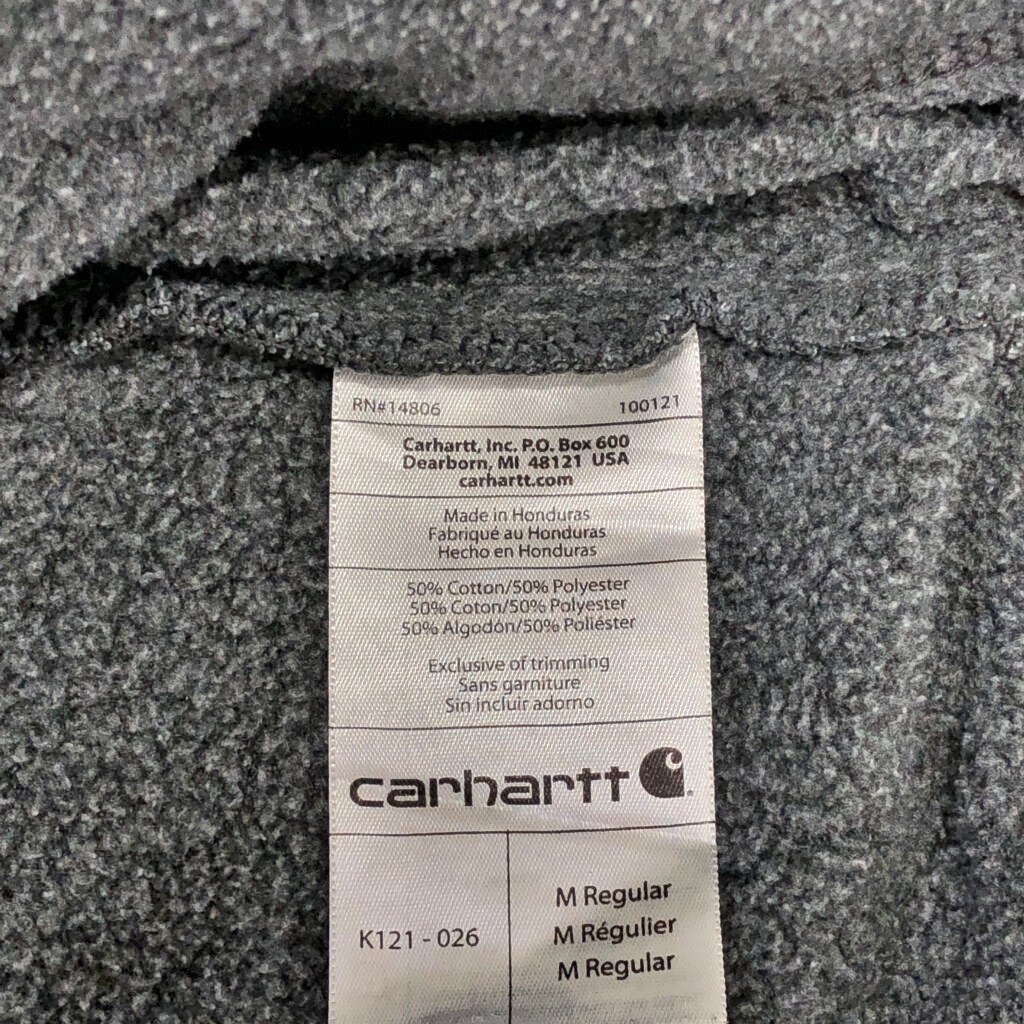 RN#14806 100121
Carhartt, Inc. P.O. Box 600
Dearborn, MI 48121 USA
carhartt.com
Made in Honduras
Fabriqué au Honduras
Hecho en Honduras
50% Cotton/50% Polyester
50% Coton/50% Polyester
50% Algodón/50% Poliéster
Exclusive of trimming
Sans garniture
Sin incluir adorno
carhartt
K121 - 026
M Regular
M Régulier
M Regular